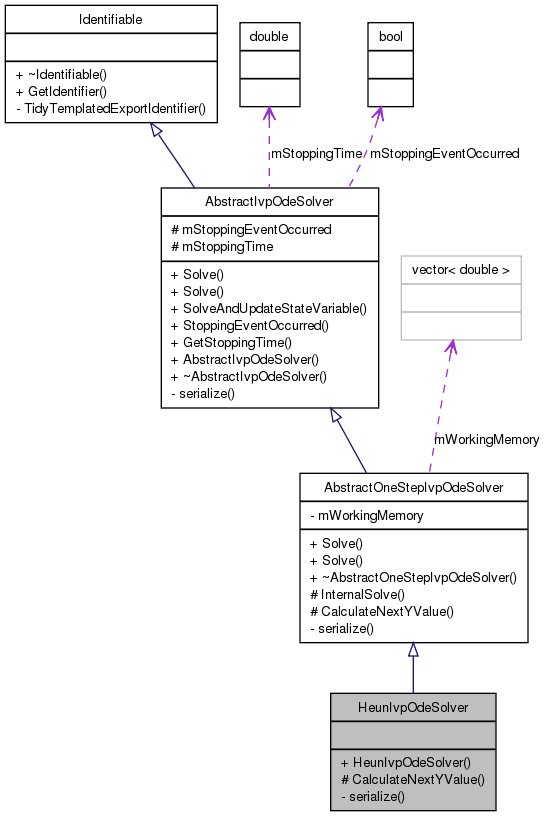 Identifiable
+ ~Identifiable()
+ GetIdentifier()
- TidyTemplatedExportIdentifier()
double
bool
mStoppingTime
mStoppingEventOccurred
AbstractIvpOdeSolver
# mStoppingEventOccurred
# mStoppingTime
+ Solve()
+ Solve()
+ SolveAndUpdateStateVariable()
+ StoppingEventOccurred()
+ GetStoppingTime()
+ AbstractIvpOdeSolver()
+ ~AbstractIvpOdeSolver()
- serialize()
vector< double >
mWorkingMemory
AbstractOneStepIvpOdeSolver
- mWorkingMemory
+ Solve()
+ Solve()
+ ~AbstractOneStepIvpOdeSolver()
# InternalSolve()
# CalculateNextYValue()
- serialize()
HeunIvpOdeSolver
+ HeunIvpOdeSolver()
# CalculateNextYValue()
- serialize()